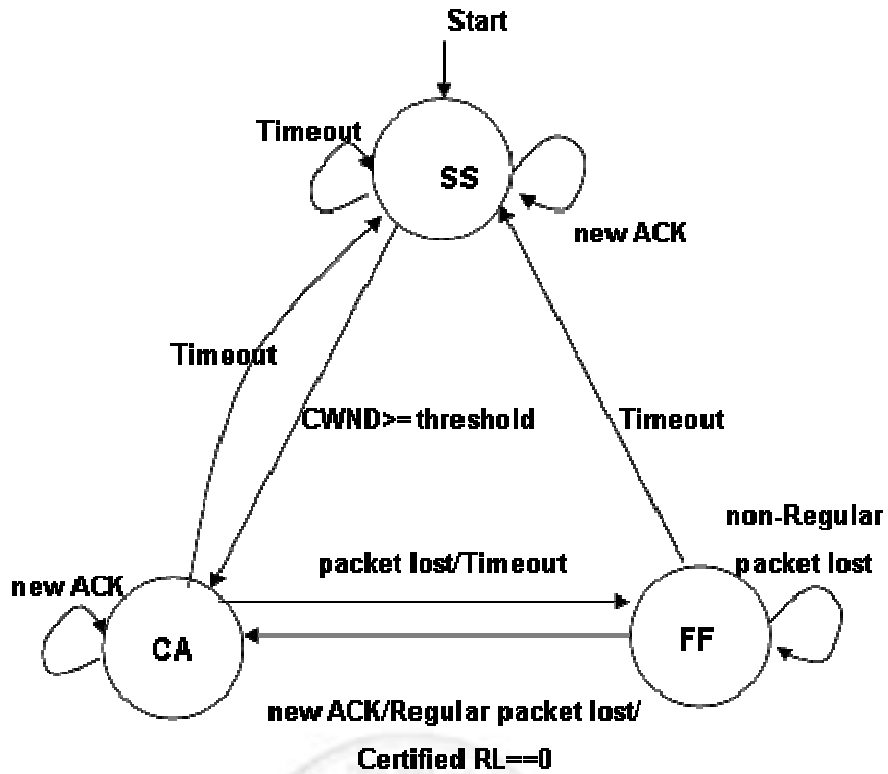 Start
Timeout
SS
new ACK
Timeout
CWND>= threshold
Timeout
non-Regular
packet lost
packet lost/Timeout
new ACK
CA
FF
new ACK/Regular packet lost/
Certified RL==0